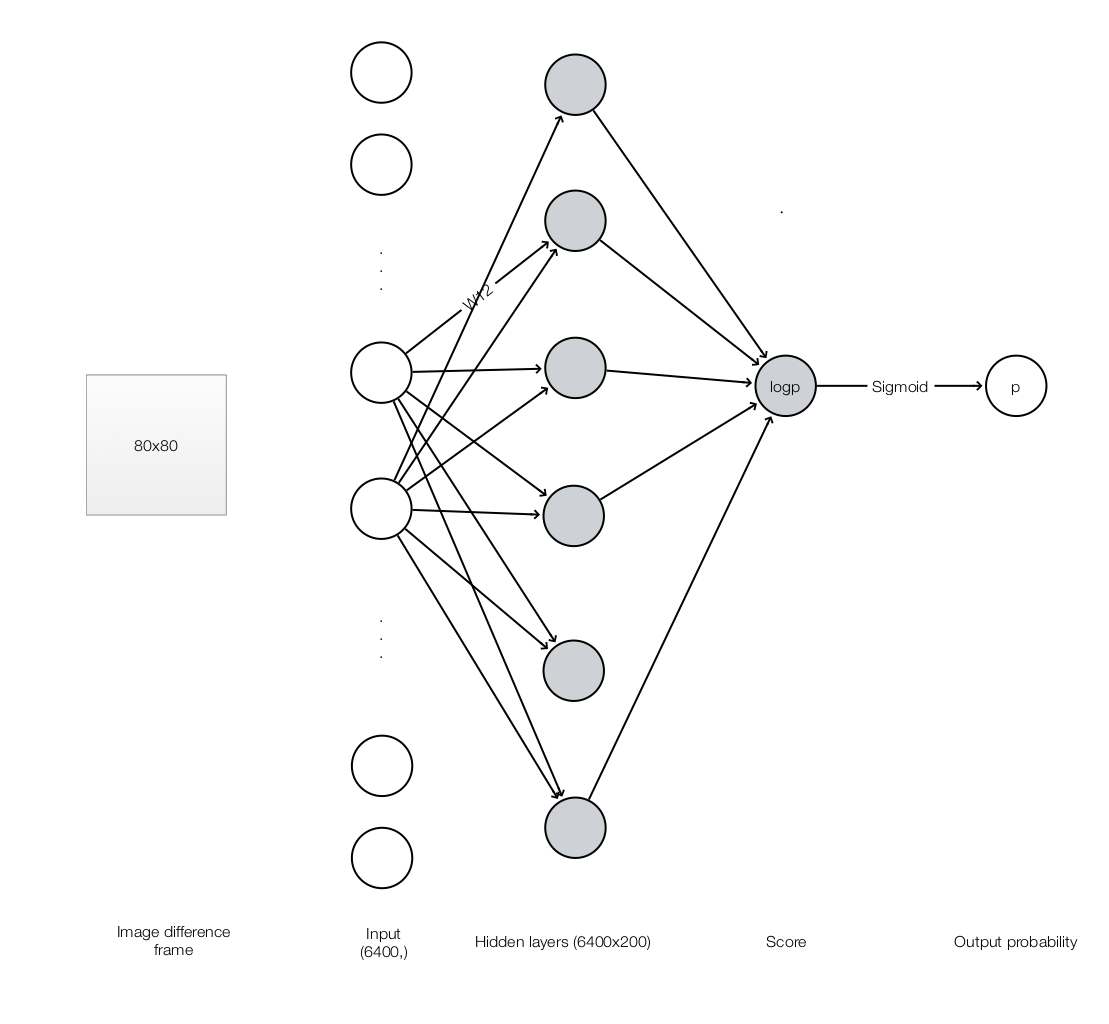 W12
80x80
logp
Sigmoid
p
Image difference
frame
Input
(6400,)
Hidden layers (6400x200)
Score
Output probability